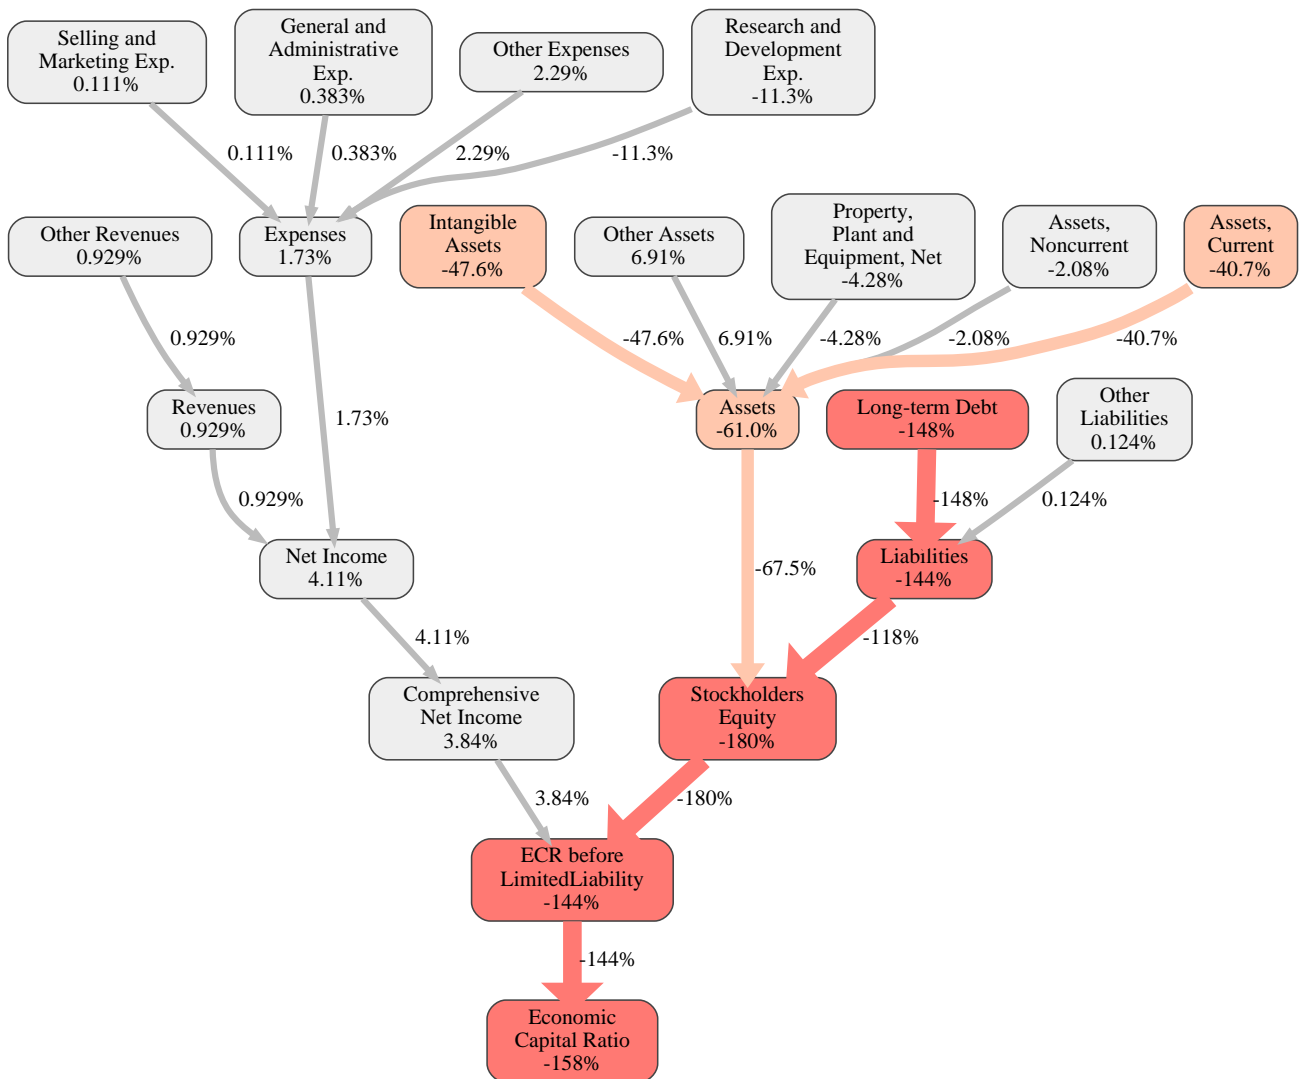 Selling and
Marketing Exp.
0.111%
General and
Administrative
Exp.
0.383%
Other Expenses
2.29%
Research and
Development
Exp.
-11.3%
0.111%
0.383%
2.29%
-11.3%
Other Revenues
0.929%
Expenses
1.73%
Intangible
Assets
-47.6%
Other Assets
6.91%
Property,
Plant and
Equipment, Net
-4.28%
Assets,
Noncurrent
-2.08%
Assets,
Current
-40.7%
0.929%
-47.6%
6.91%
-4.28%
-2.08%
-40.7%
Revenues
0.929%
1.73%
Assets
-61.0%
Long-term Debt
-148%
Other
Liabilities
0.124%
0.929%
-148%
0.124%
Net Income
4.11%
-67.5%
Liabilities
-144%
4.11%
-118%
Comprehensive
Net Income
3.84%
Stockholders
Equity
-180%
3.84%
-180%
ECR before
LimitedLiability
-144%
-144%
Economic
Capital Ratio
-158%